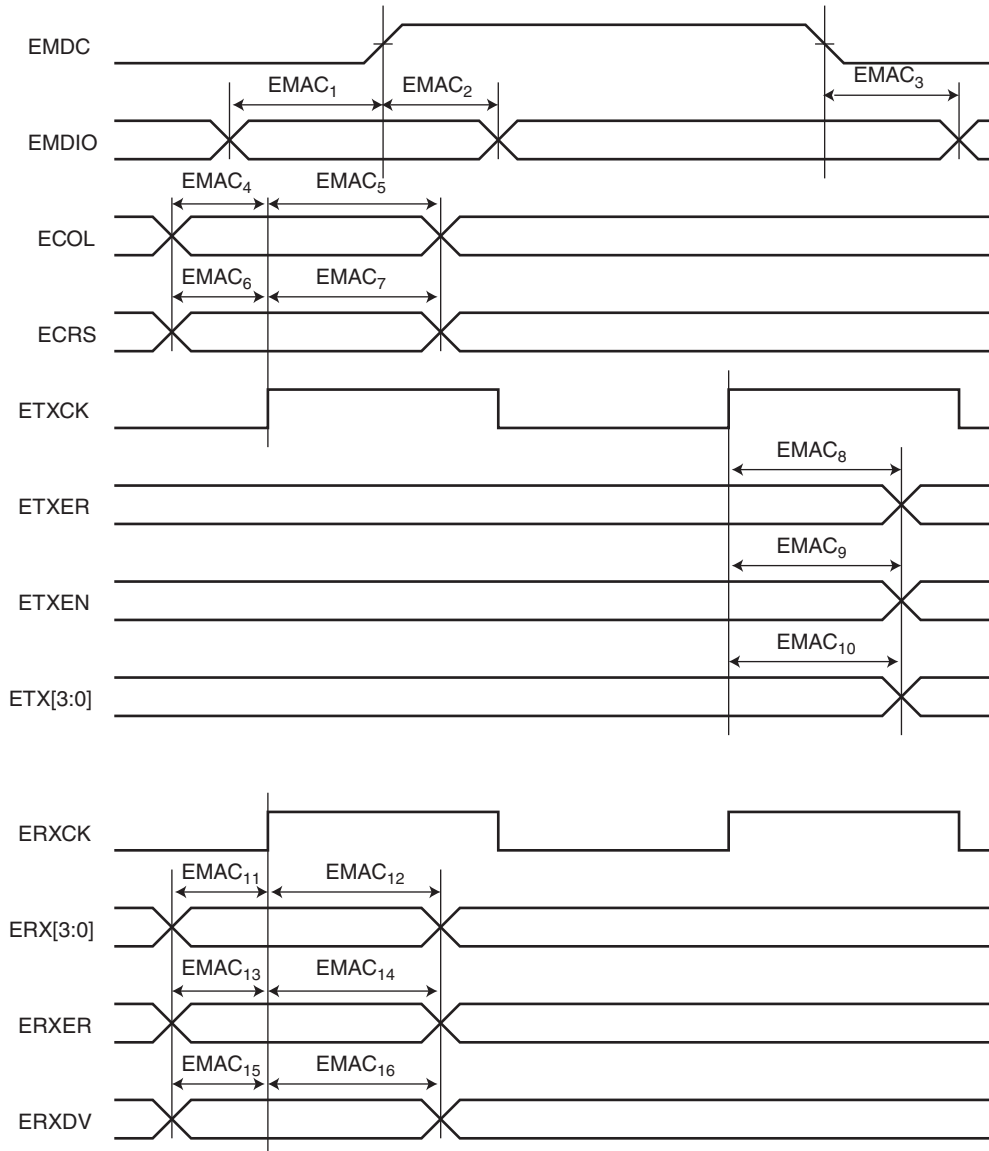 EMDC
EMAC1 EMAC2 EMAC3
EMDIO
EMAC4 EMAC5
ECOL
EMAC6 EMAC7
ECRS
ETXCK
EMAC8
ETXER
EMAC9
ETXEN
EMAC10
ETX[3:0]
ERXCK
EMAC11 EMAC12
ERX[3:0]
EMAC13 EMAC14
ERXER
EMAC15 EMAC16
ERXDV